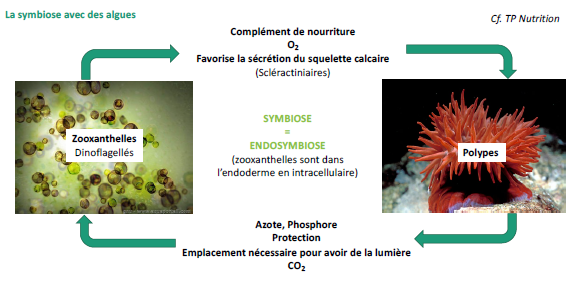 La symbiose avec des algues
Cf. TP Nutrition
Complément de nourriture
O₂
Favorise la sécrétion du squelette calcaire
(Scléractiniaires)
Zooxanthelles
Dinoflagellés
SYMBIOSE
=
ENDOSYMBIOSE
(zooxanthelles sont dans
l'endoderme en intracellulaire)
Polypes
Azote, Phosphore
Protection
Emplacement nécessaire pour avoir de la lumière
CO₂